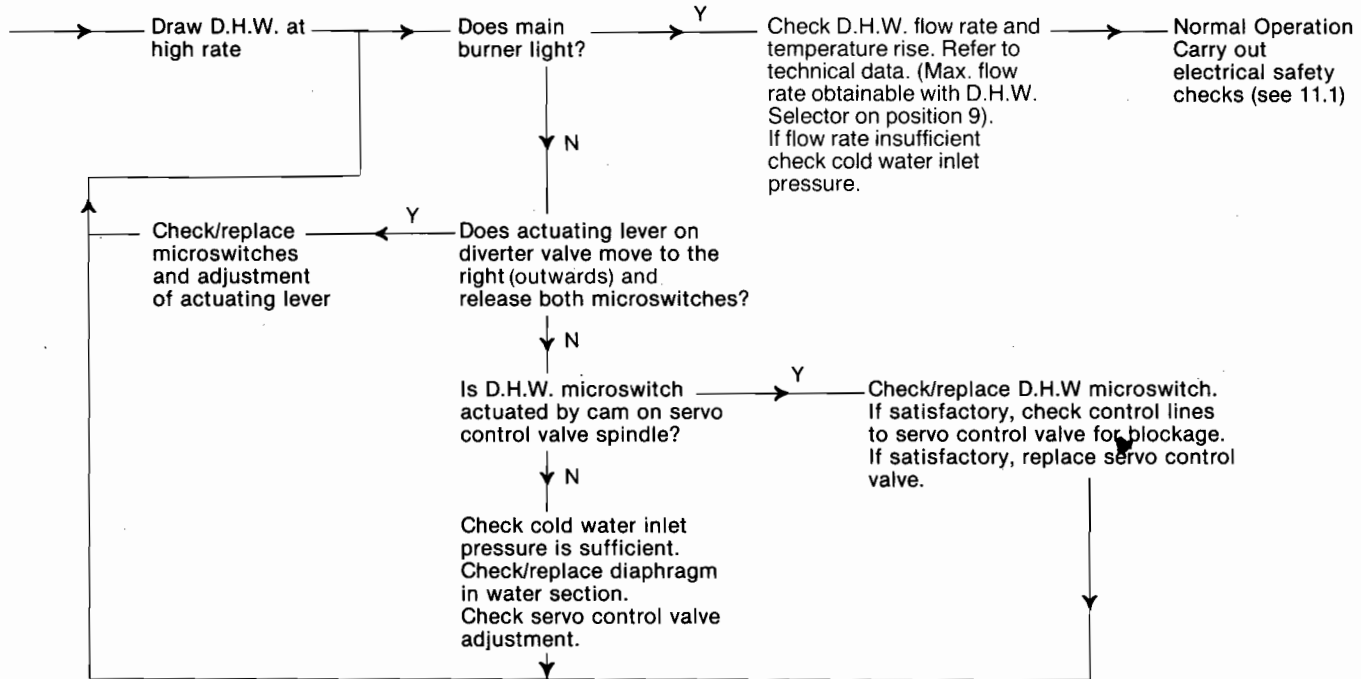 Draw D.H.W. at
high rate
Does main
burner light?
Y
Check D.H.W. flow rate and
temperature rise. Refer to
technical data. (Max. flow
rate obtainable with D.H.W.
Selector on position 9).
If flow rate insufficient
check cold water inlet
pressure.
Normal Operation
Carry out
electrical safety
checks (see 11.1)
N
Check/replace
microswitches
and adjustment
of actuating lever
Y
Does actuating lever on
diverter valve move to the
right (outwards) and
release both microswitches?
N
Is D.H.W. microswitch
actuated by cam on servo
control valve spindle?
Y
Check/replace D.H.W microswitch.
If satisfactory, check control lines
to servo control valve for blockage.
If satisfactory, replace servo control
valve.
N
Check cold water inlet
pressure is sufficient.
Check/replace diaphragm
in water section.
Check servo control valve
adjustment.